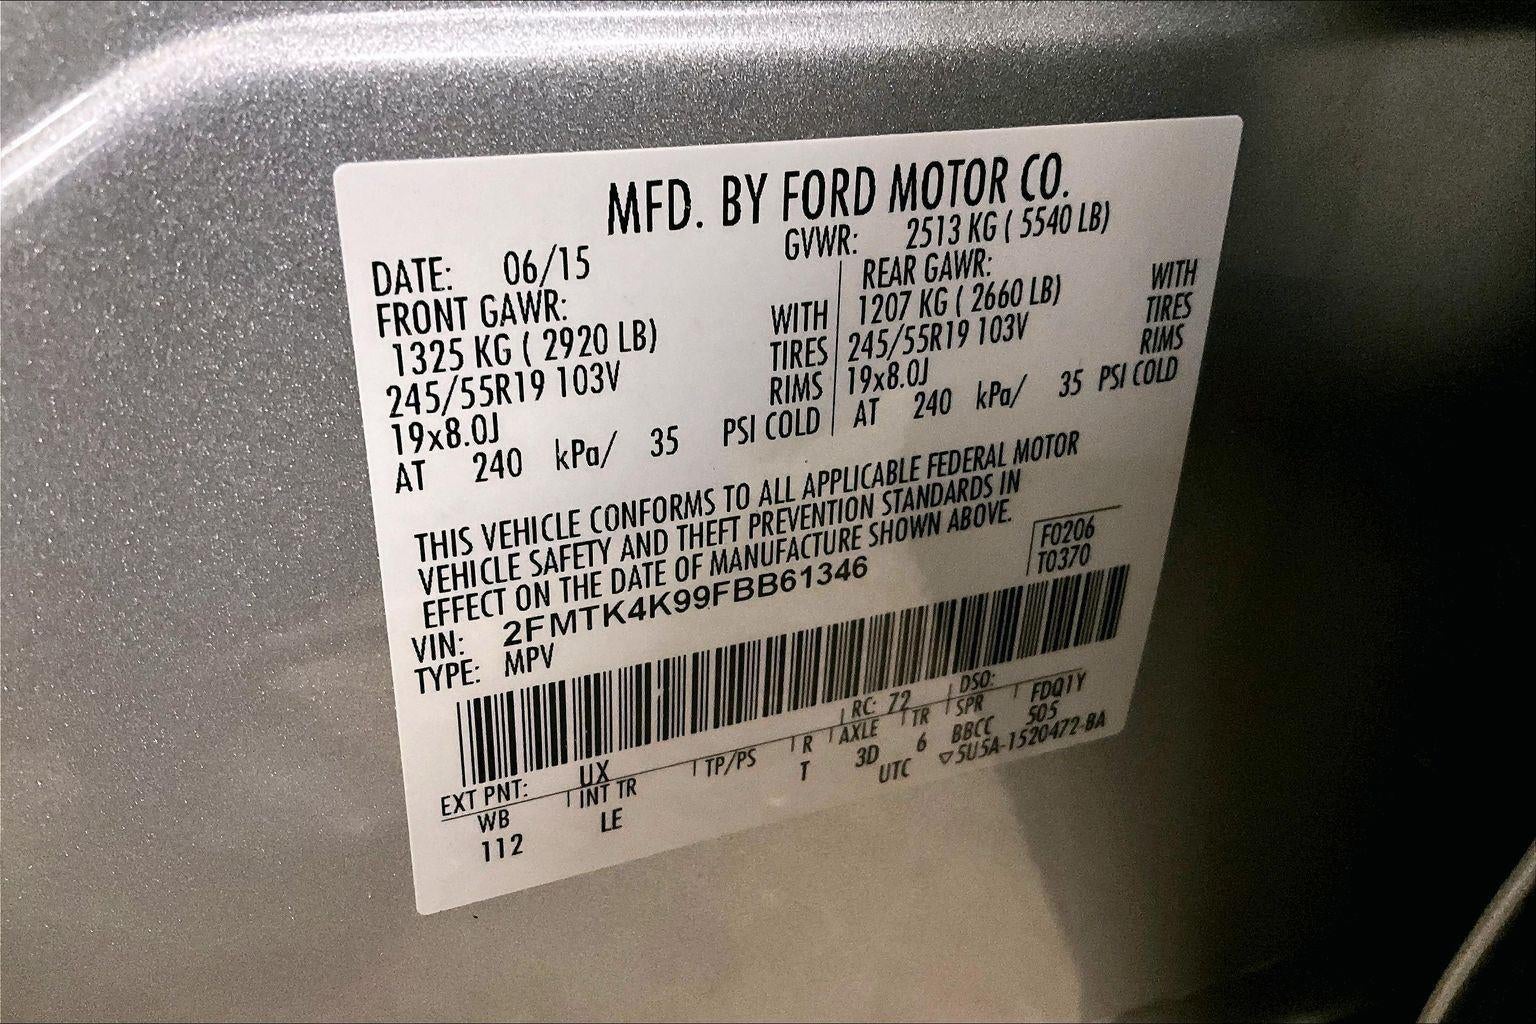 MFD. BY FORD MOTOR CO.
DATE: 06/15
GVWR: 2513 KG ( 5540 LB)
FRONT GAWR:
1325 KG ( 2920 LB) WITH
245/55R19 103V TIRES
19x8.0J RIMS
AT 240 kPa/ 35 PSI COLD
REAR GAWR:
1207 KG ( 2660 LB) WITH
245/55R19 103V TIRES
19x8.0J RIMS
AT 240 kPa/ 35 PSI COLD
THIS VEHICLE CONFORMS TO ALL APPLICABLE FEDERAL MOTOR
VEHICLE SAFETY AND THEFT PREVENTION STANDARDS IN
EFFECT ON THE DATE OF MANUFACTURE SHOWN ABOVE.
F0206
T0370
VIN: 2FMTK4K99FBB61346
TYPE: MPV
EXT PNT: UX RC: 72 DSO: FDQ1Y
WB INT TR TP/PS R AXLE TR SPR
112 LE T 3D 6 BBCC 505
UTC ▽5U5A-1520472-BA